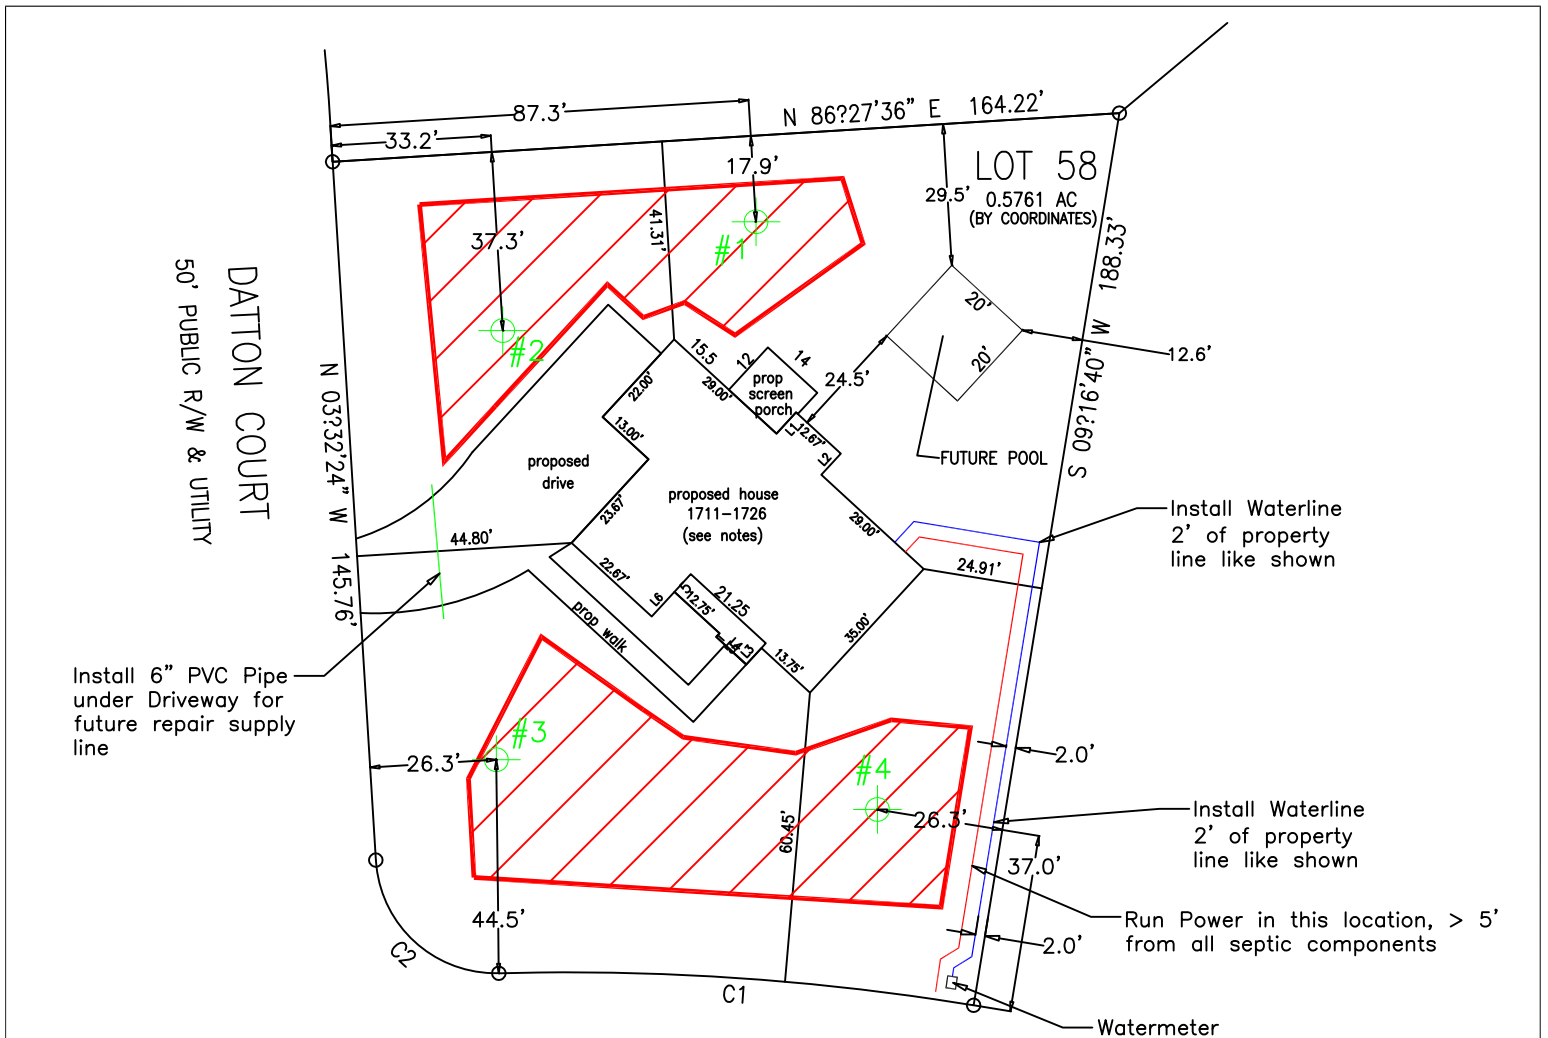 87.3'
N 86?27'36" E 164.22'
33.2'
17.9'
LOT 58
0.5761 AC
(BY COORDINATES)
29.5'
41.31'
37.3'
#1
#2
188.33'
S 09?16'40" W
DATTON COURT
50' PUBLIC R/W & UTILITY
N 03?32'24" W 145.76'
20'
20'
12.6'
15.5
12
14
prop
screen
porch
24.5'
22.00'
29.00'
13.00'
L1
12.67'
L2
FUTURE POOL
proposed
drive
proposed house
1711-1726
(see notes)
23.67'
29.00'
Install Waterline
2' of property
line like shown
44.80'
24.91'
22.67'
L6
12.75'
21.25
L3
13.75'
35.00'
prop walk
Install 6" PVC Pipe
under Driveway for
future repair supply
line
#3
26.3'
#4
26.3'
2.0'
60.45'
Install Waterline
2' of property
line like shown
37.0'
44.5'
Run Power in this location, > 5'
from all septic components
2.0'
C2
C1
Watermeter